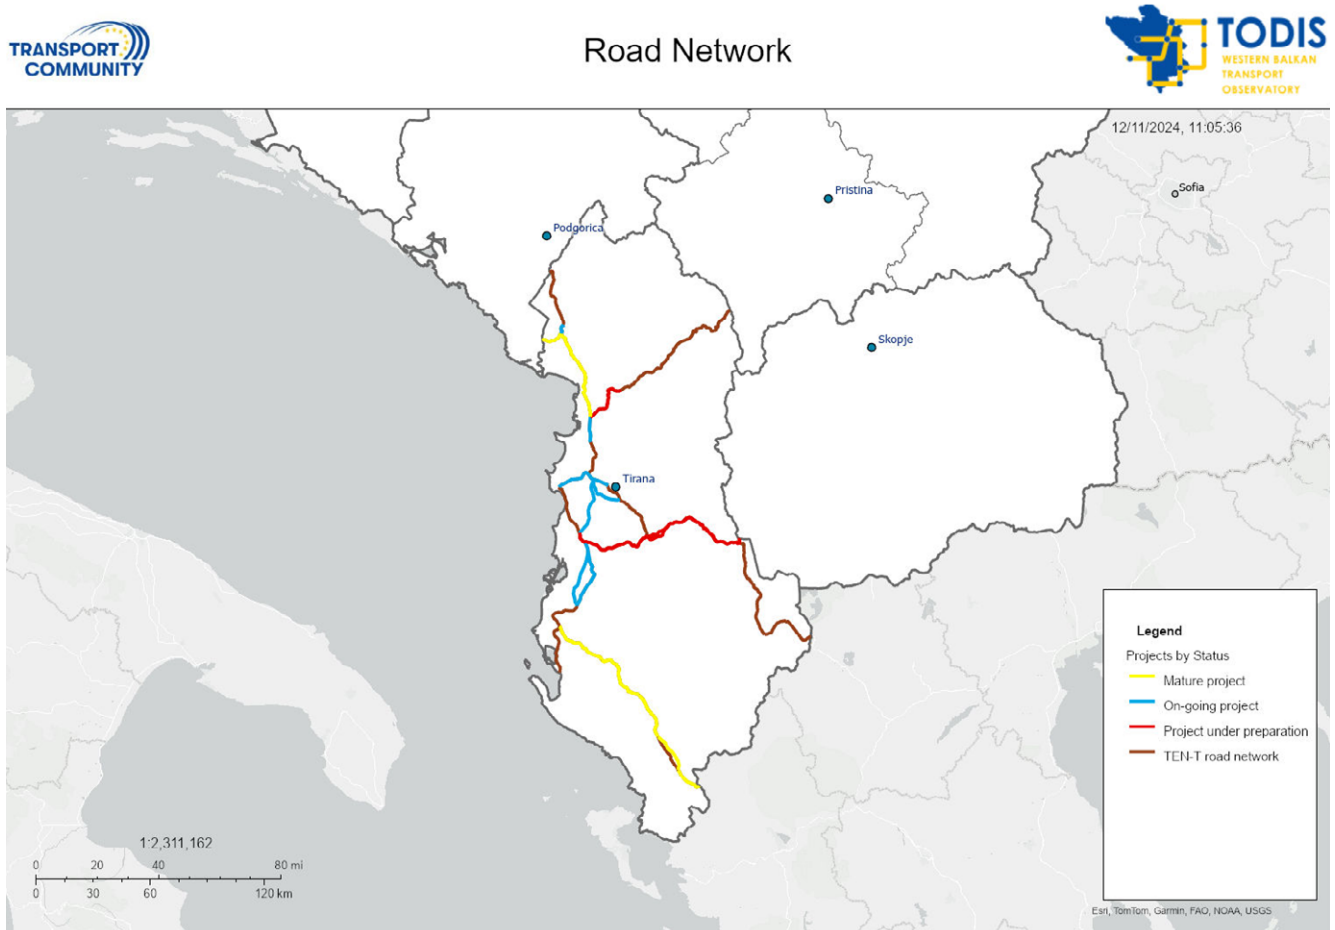 TRANSPORT
COMMUNITY
Road Network
TODIS
WESTERN BALKAN
TRANSPORT
OBSERVATORY
12/11/2024, 11:05:36
Sofia
Pristina
Podgorica
Skopje
Tirana
Legend
Projects by Status
Mature project
On-going project
Project under preparation
TEN-T road network
1:2,311,162
0 20 40 80 mi
0 30 60 120 km
Esri, TomTom, Garmin, FAO, NOAA, USGS